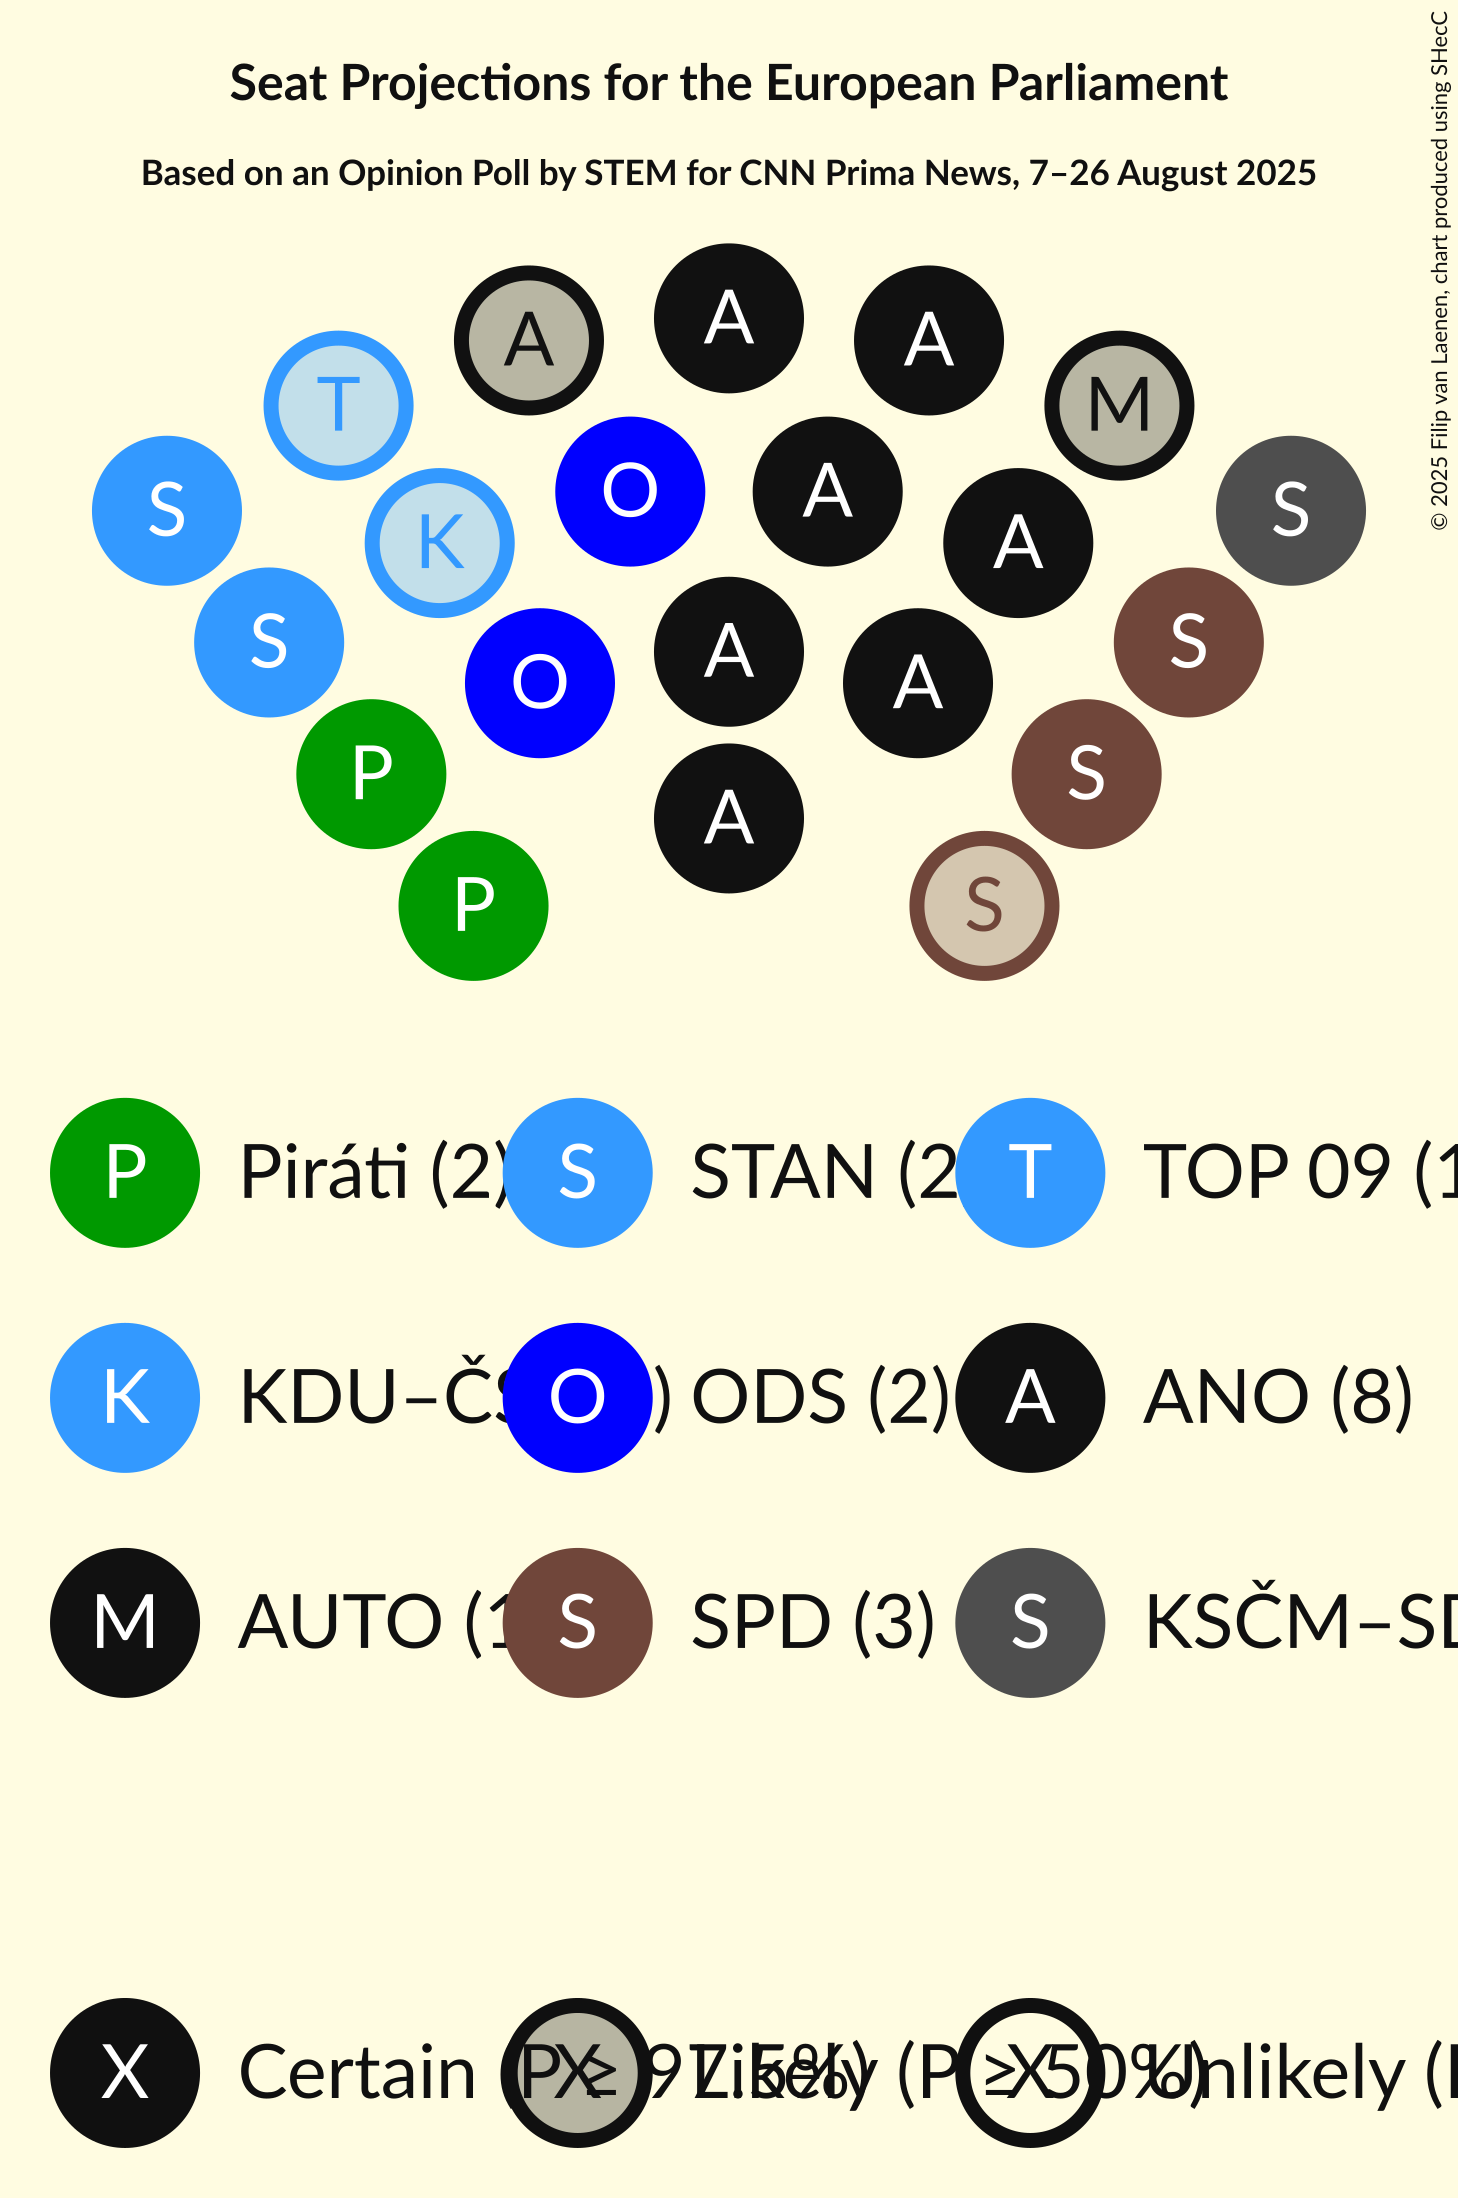 Seat Projections for the European Parliament
Based on an Opinion Poll by STEM for CNN Prima News, 7–26 August 2025
© 2025 Filip van Laenen, chart produced using SHecC
A
A A
T M
S O A S
K A
S A S
O A
P A S
P S
P Piráti (2) S STAN (2 T TOP 09 (1
K KDU–ČS ) O ODS (2) A ANO (8)
M AUTO (1 S SPD (3) S KSČM–SD
X Certain (P ≥ 97.5%) X Likely (P ≥ 50%) X Unlikely (